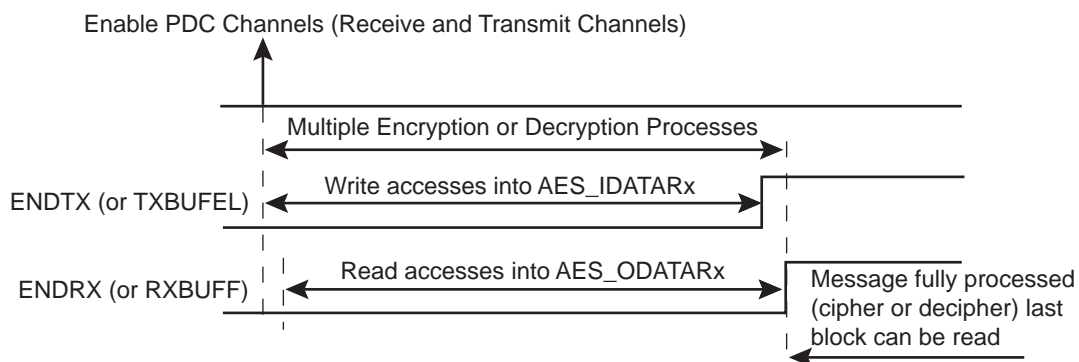 Enable PDC Channels (Receive and Transmit Channels)
Multiple Encryption or Decryption Processes
Write accesses into AES_IDATARx
ENDTX (or TXBUFEL)
Read accesses into AES_ODATARx
ENDRX (or RXBUFF)
Message fully processed
(cipher or decipher) last
block can be read